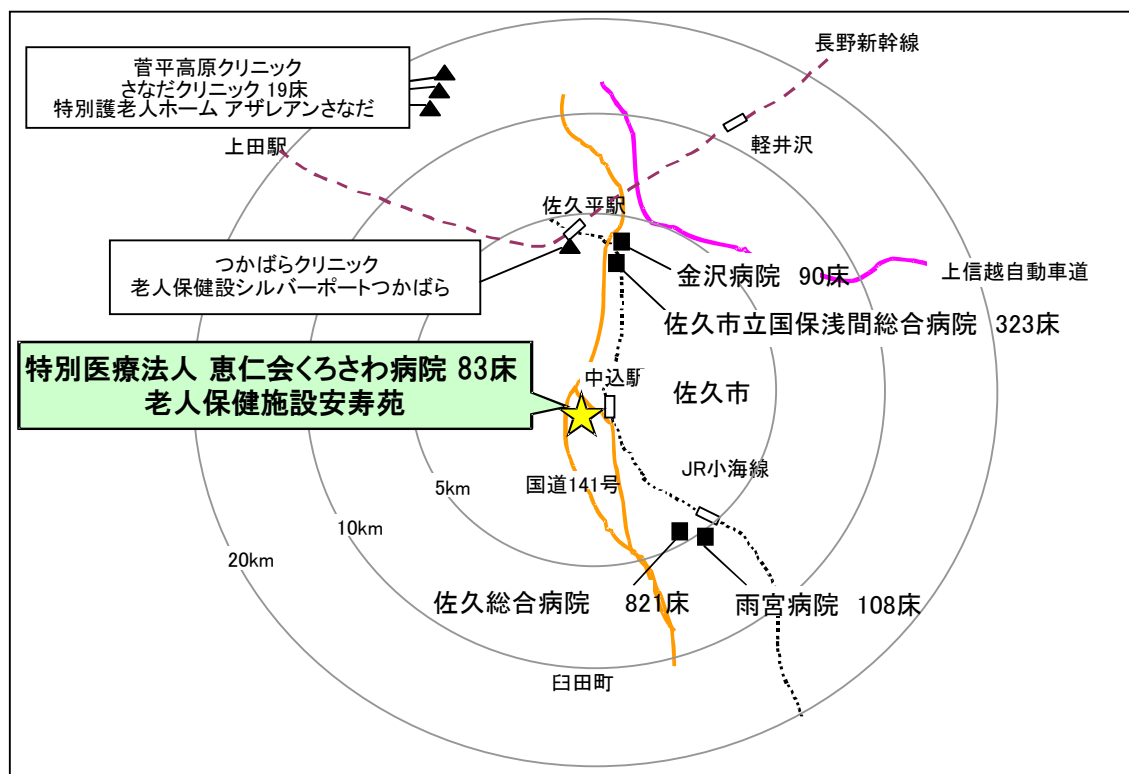 長野新幹線
菅平高原クリニック
さなだクリニック 19床
特別護老人ホーム アザレアンさなだ
上田駅
軽井沢
佐久平駅
つかばらクリニック
老人保健設シルバーポートつかばら
金沢病院 90床
上信越自動車道
佐久市立国保浅間総合病院 323床
特別医療法人 恵仁会くろさわ病院 83床
老人保健施設安寿苑
中込駅
佐久市
JR小海線
5km
国道141号
10km
20km
佐久総合病院 821床
雨宮病院 108床
臼田町